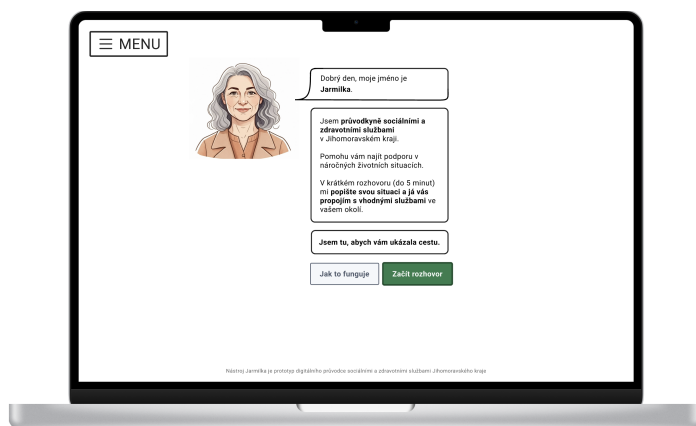 MENU
Dobrý den, moje jméno je
Jarmilka.
Jsem průvodkyně sociálními a
zdravotními službami
v Jihomoravském kraji.
Pomohu vám najít podporu v
náročných životních situacích.
V krátkém rozhovoru (do 5 minut)
mi popište svou situaci a já vás
propojím s vhodnými službami ve
vašem okolí.
Jsem tu, abych vám ukázala cestu.
Jak to funguje
Začít rozhovor
Nástroj Jarmilka je prototyp digitálního průvodce sociálními a zdravotními službami Jihomoravského kraje